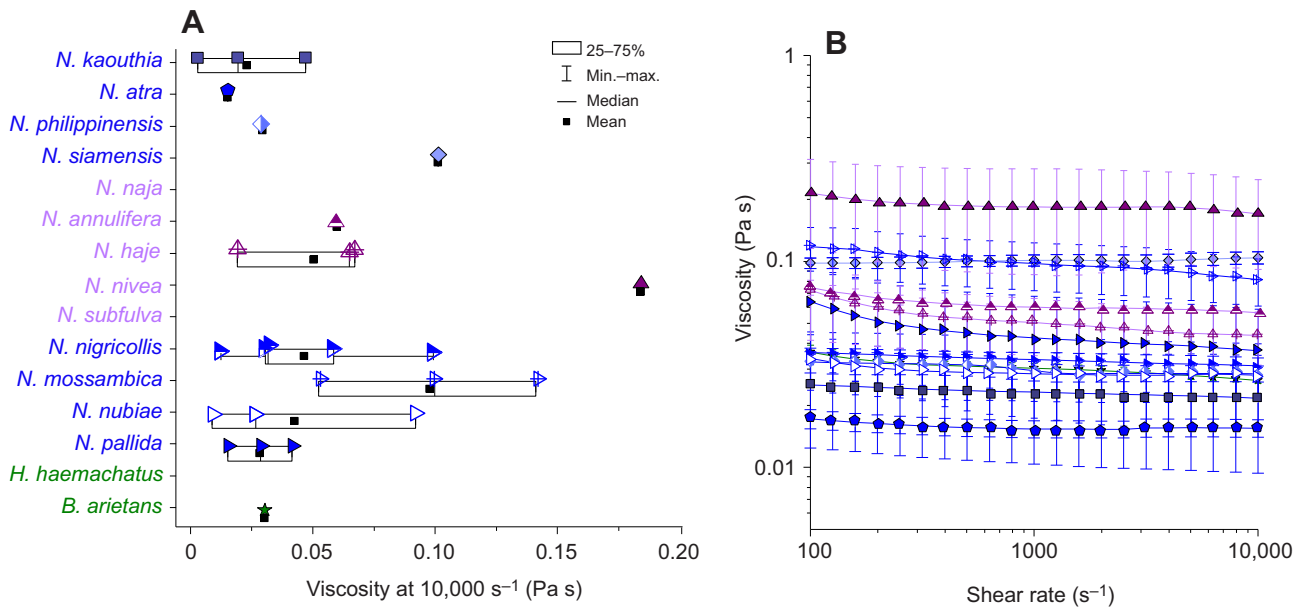 A
N. kaouthia
N. atra
N. philippinensis
N. siamensis
N. naja
N. annulifera
N. haje
N. nivea
N. subfulva
N. nigricollis
N. mossambica
N. nubiae
N. pallida
H. haemachatus
B. arietans
25–75%
Min.–max.
Median
Mean
0 0.05 0.10 0.15 0.20
Viscosity at 10,000 s⁻¹ (Pa s)
B
Viscosity (Pa s)
1
0.1
0.01
100 1000 10,000
Shear rate (s⁻¹)